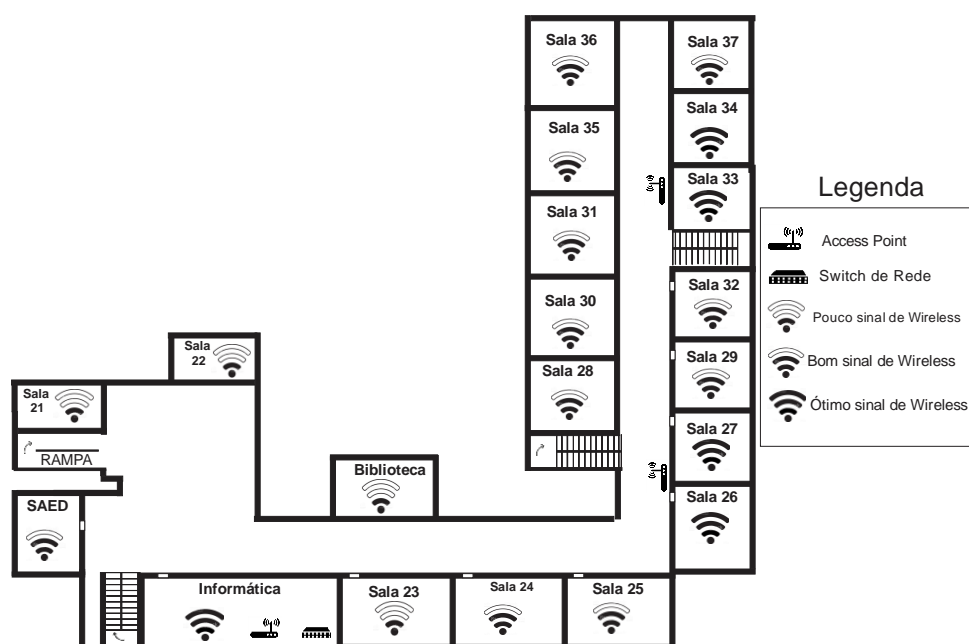 Sala 36
Sala 37
Sala 34
Sala 35
Sala 33
Sala 31
Sala 32
Sala 30
Sala 29
Sala 28
Sala 27
Sala 26
Sala
22
Sala
21
RAMPA
Biblioteca
SAED
Informática
Sala 23
Sala 24
Sala 25
Legenda
Access Point
Switch de Rede
Pouco sinal de Wireless
Bom sinal de Wireless
Ótimo sinal de Wireless